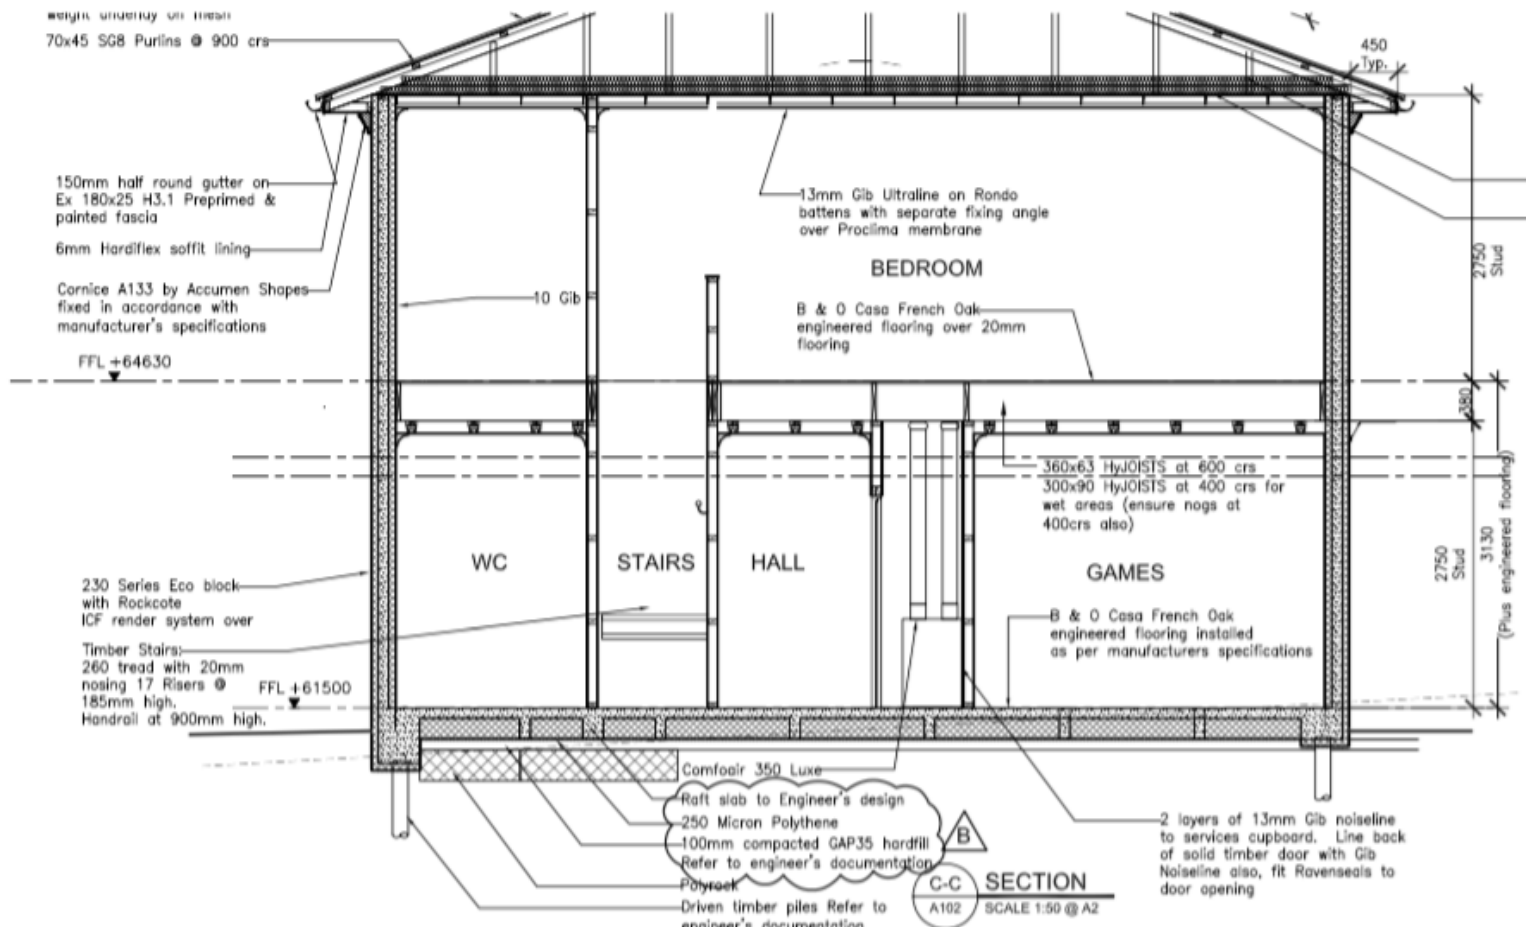 weight underlay on mesh
70x45 SG8 Purlins @ 900 crs
450
Typ.
150mm half round gutter on
Ex 180x25 H3.1 Preprimed &
painted fascia
6mm Hardiflex soffit lining
Cornice A133 by Accumen Shapes
fixed in accordance with
manufacturer's specifications
FFL +64630
10 Gib
13mm Gib Ultraline on Rondo
battens with separate fixing angle
over Proclima membrane
BEDROOM
B & O Casa French Oak
engineered flooring over 20mm
flooring
2750
Stud
380
360x63 HyJOISTS at 600 crs
300x90 HyJOISTS at 400 crs for
wet areas (ensure nogs at
400crs also)
WC
STAIRS
HALL
GAMES
2750
Stud
3130
(Plus engineered flooring)
230 Series Eco block
with Rockcote
ICF render system over
Timber Stairs:
260 tread with 20mm
nosing 17 Risers @
185mm high.
Handrail at 900mm high.
FFL +61500
B & O Casa French Oak
engineered flooring installed
as per manufacturers specifications
Comfoair 350 Luxe
Raft slab to Engineer's design
250 Micron Polythene
100mm compacted GAP35 hardfill
Refer to engineer's documentation
B
Polyrock
Driven timber piles Refer to
engineer's documentation
2 layers of 13mm Gib noiseline
to services cupboard. Line back
of solid timber door with Gib
Noiseline also, fit Ravenseals to
door opening
C-C
A102
SECTION
SCALE 1:50 @ A2